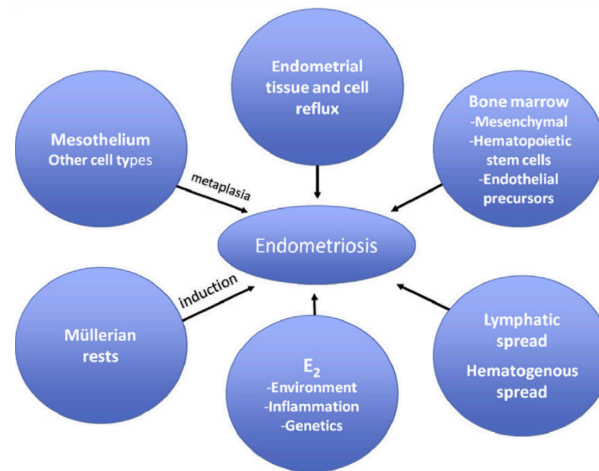 Endometrial
tissue and cell
reflux
Bone marrow
-Mesenchymal
-Hematopoietic
stem cells
-Endothelial
precursors
Mesothelium
Other cell types
metaplasia
Endometriosis
induction
Müllerian
rests
E₂
-Environment
-Inflammation
-Genetics
Lymphatic
spread
Hematogenous
spread